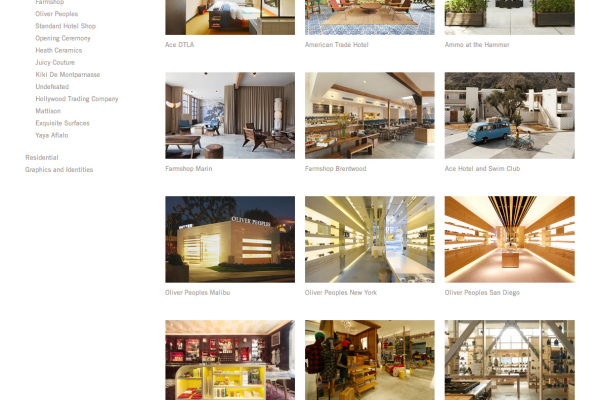 Farmshop
Oliver Peoples
Standard Hotel Shop
Opening Ceremony
Heath Ceramics
Juicy Couture
Kiki De Montparnasse
Undefeated
Hollywood Trading Company
Mattison
Exquisite Surfaces
Yaya Aflalo
Residential
Graphics and Identities
Ace DTLA
American Trade Hotel
Ammo at the Hammer
Farmshop Marin
Farmshop Brentwood
Ace Hotel and Swim Club
OLIVER PEOPLES
Oliver Peoples Malibu
Oliver Peoples New York
Oliver Peoples San Diego